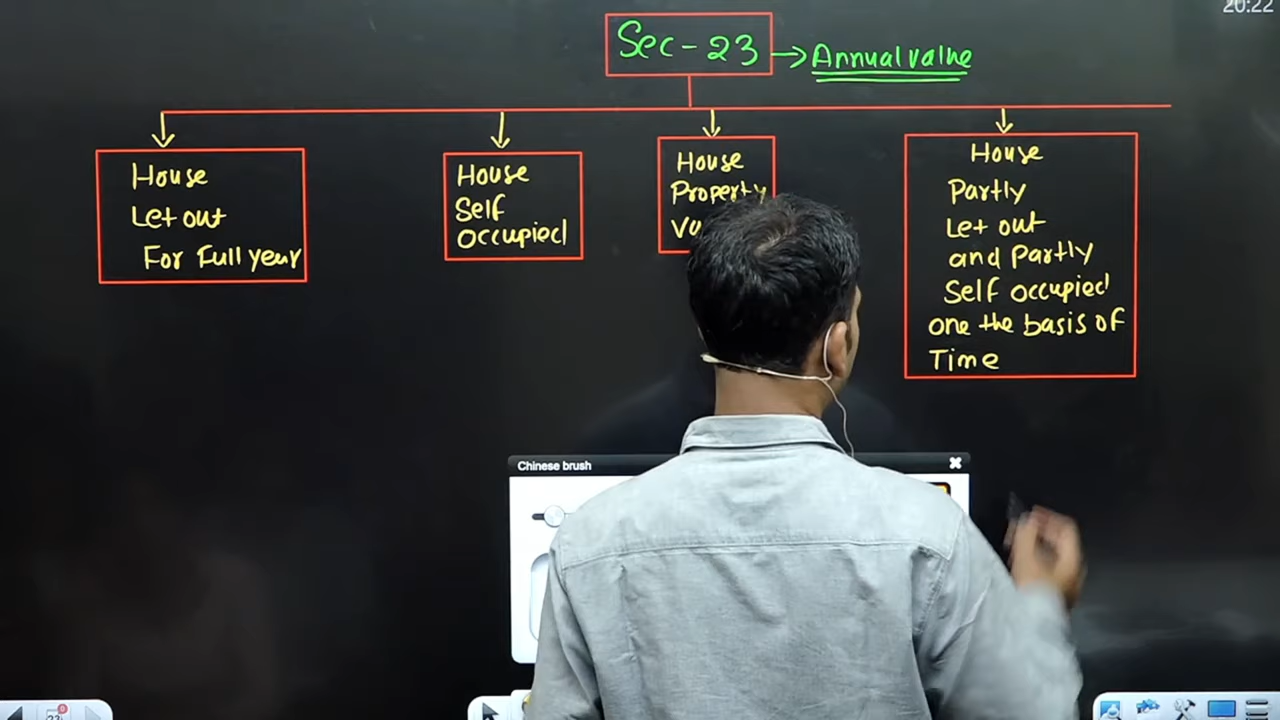 20:22
Sec-23 → Annual value
House
Let out
For Full year
House
Self
Occupied
House
Property
House
Partly
Let out
and Partly
Self occupied
one the basis of
Time
Chinese brush